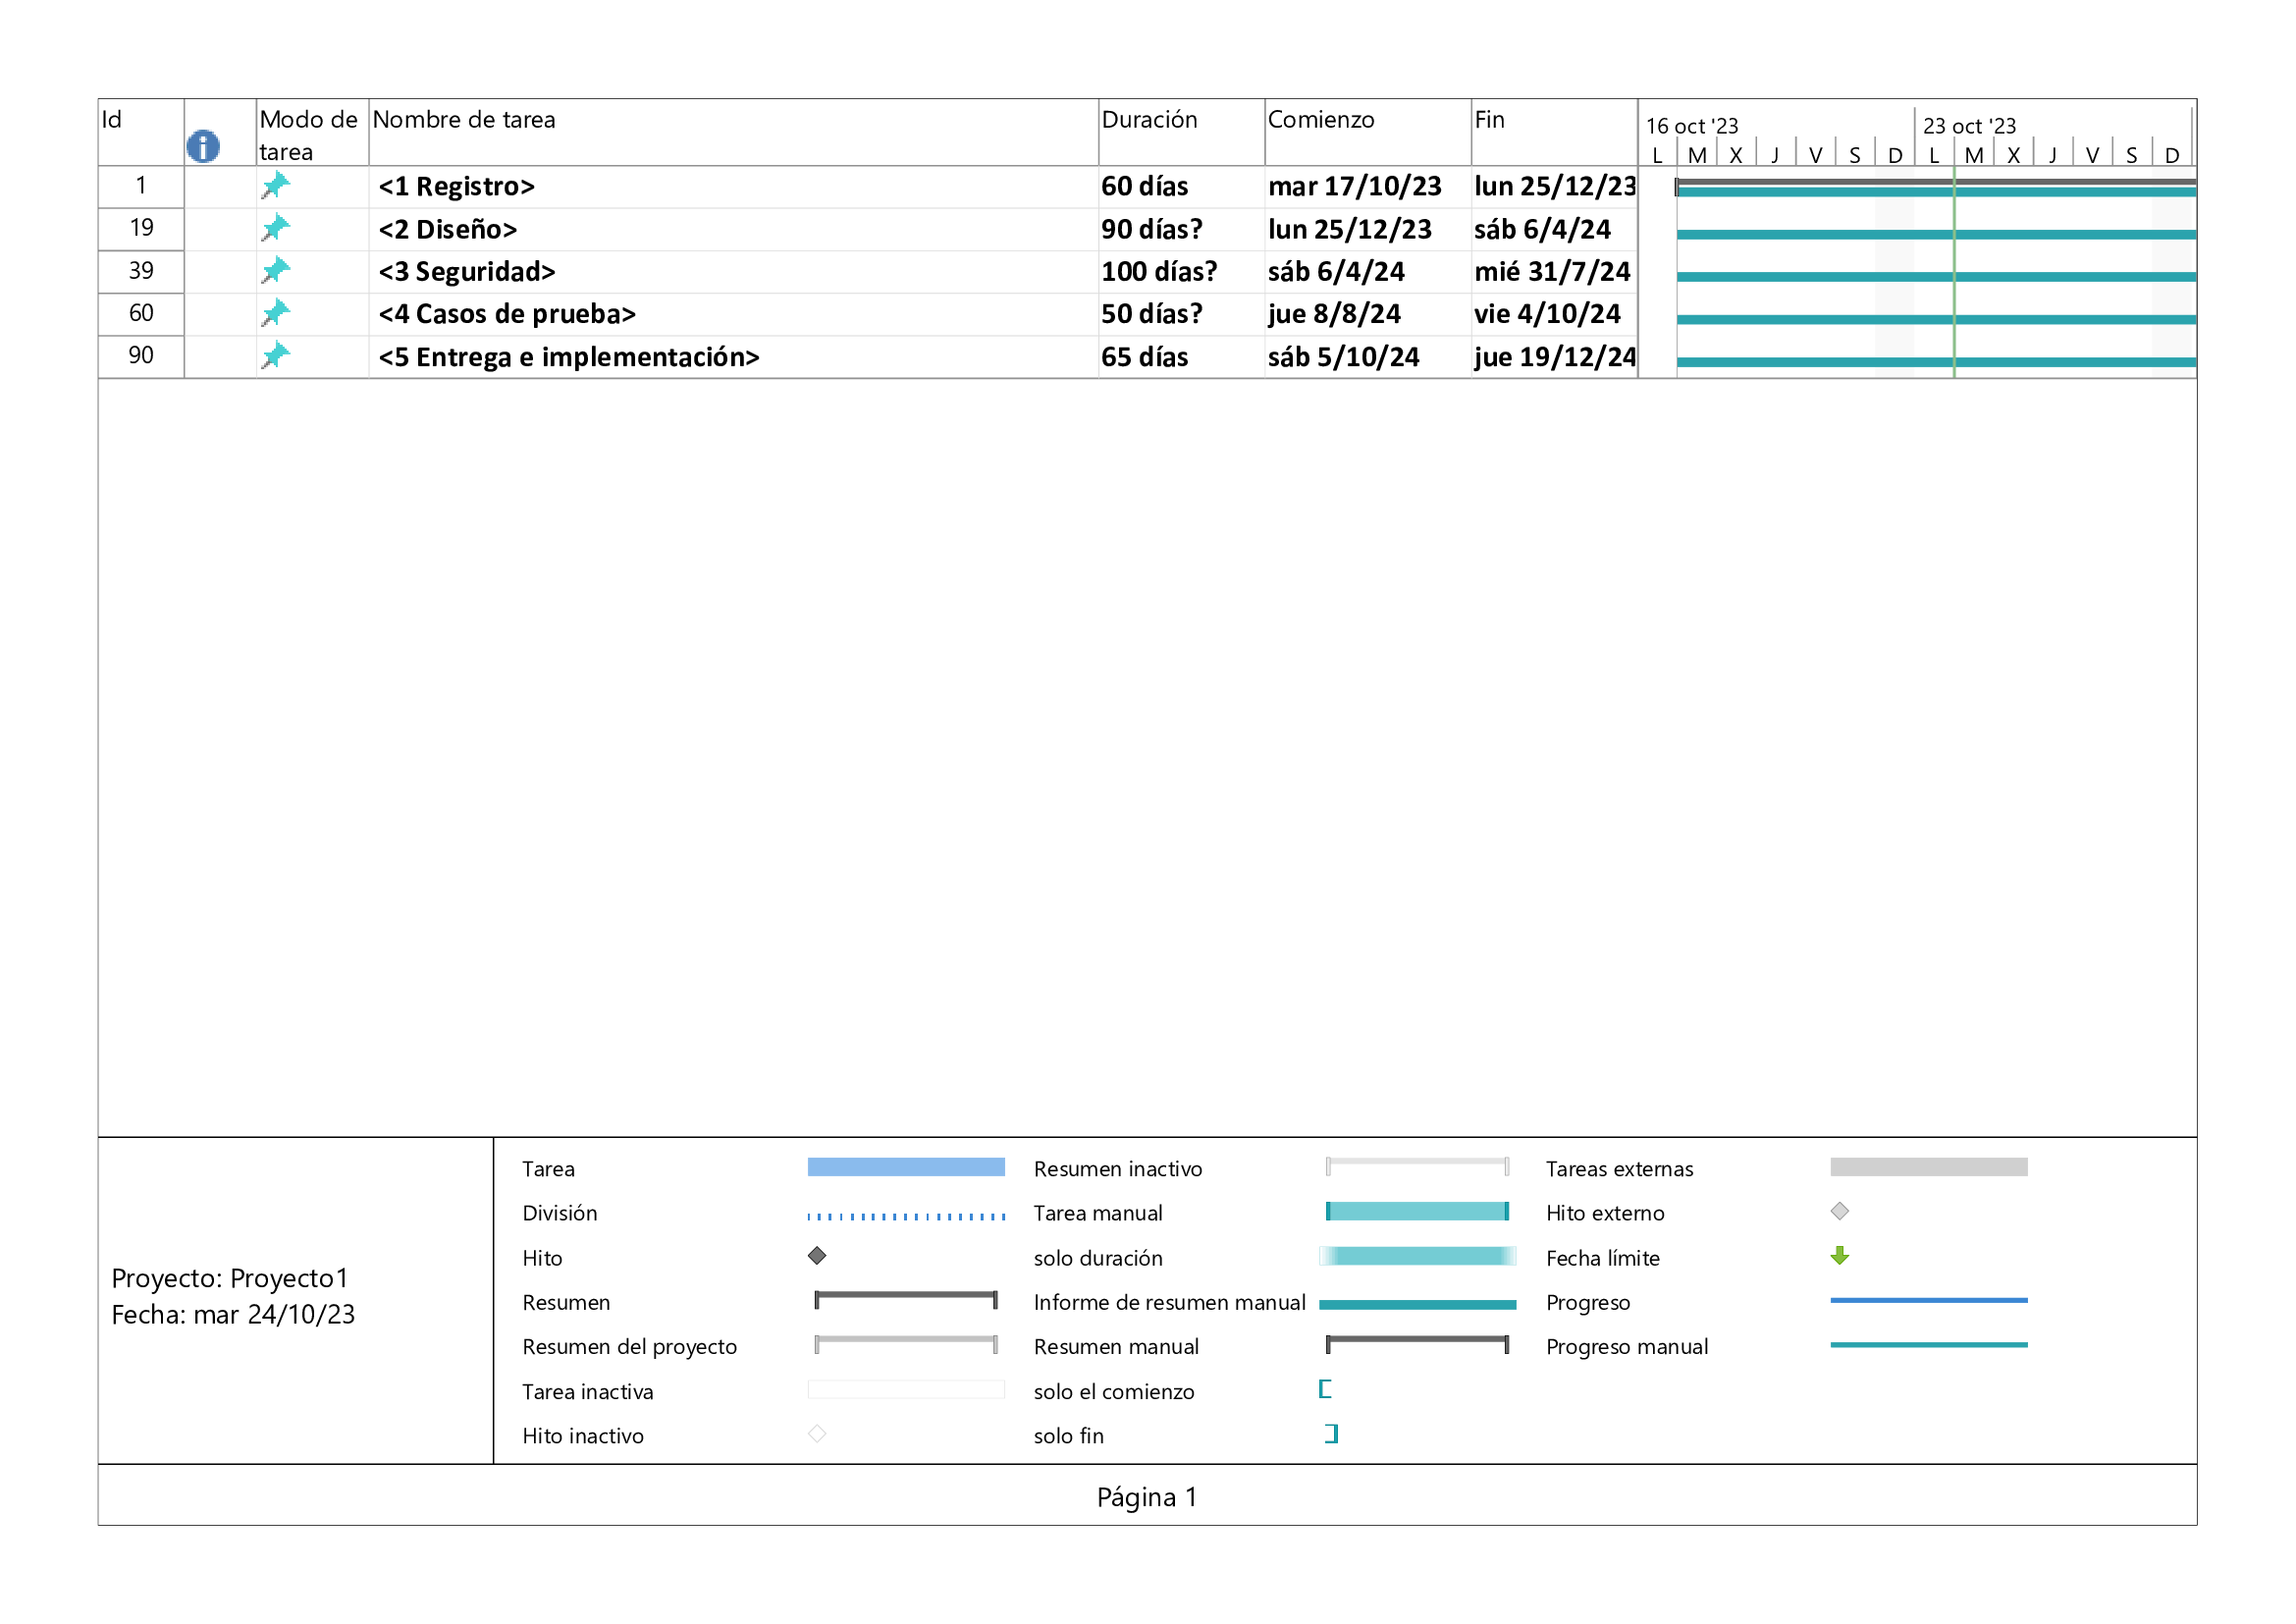 Id
Modo de tarea
Nombre de tarea
Duración
Comienzo
Fin
16 oct '23
23 oct '23
L M X J V S D L M X J V S D
1 <1 Registro> 60 días mar 17/10/23 lun 25/12/23
19 <2 Diseño> 90 días? lun 25/12/23 sáb 6/4/24
39 <3 Seguridad> 100 días? sáb 6/4/24 mié 31/7/24
60 <4 Casos de prueba> 50 días? jue 8/8/24 vie 4/10/24
90 <5 Entrega e implementación> 65 días sáb 5/10/24 jue 19/12/24
Proyecto: Proyecto1
Fecha: mar 24/10/23
Tarea
División
Hito
Resumen
Resumen del proyecto
Tarea inactiva
Hito inactivo
Resumen inactivo
Tarea manual
solo duración
Informe de resumen manual
Resumen manual
solo el comienzo
solo fin
Tareas externas
Hito externo
Fecha límite
Progreso
Progreso manual
Página 1